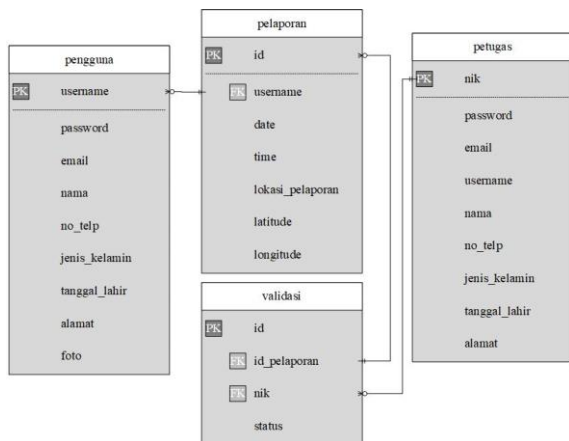 pengguna
PK username
password
email
nama
no_telp
jenis_kelamin
tanggal_lahir
alamat
foto
pelaporan
PK id
FK username
date
time
lokasi_pelaporan
latitude
longitude
validasi
PK id
FK id_pelaporan
FK nik
status
petugas
PK nik
password
email
username
nama
no_telp
jenis_kelamin
tanggal_lahir
alamat